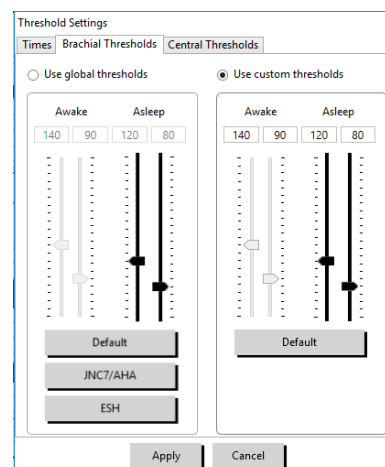 Threshold Settings
Times Brachial Thresholds Central Thresholds
Use global thresholds
Awake Asleep
140 90 120 80
Default
JNC7/AHA
ESH
Use custom thresholds
Awake Asleep
140 90 120 80
Default
Apply Cancel